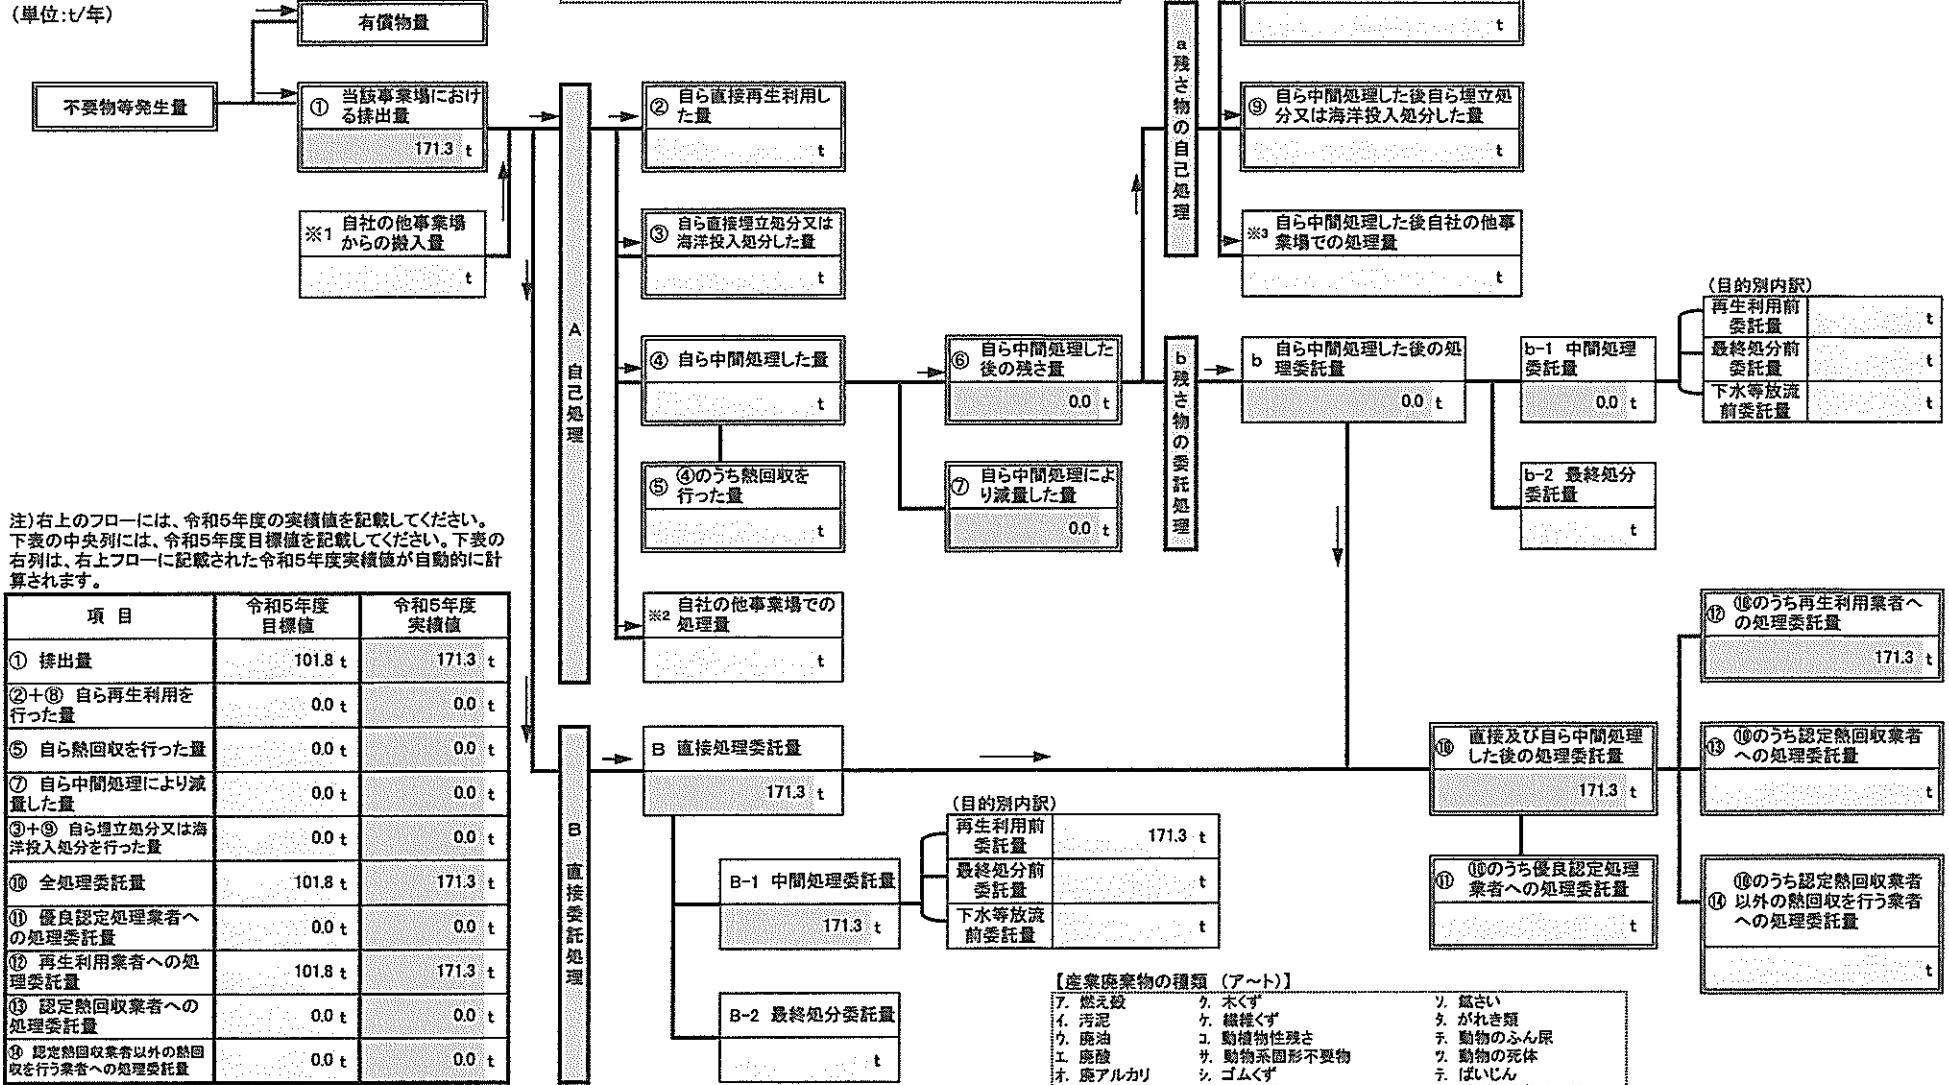 (単位:t/年)
有償物量
不要物等発生量
① 当該事業場におけ
る排出量
171.3 t
※1 自社の他事業場
からの搬入量
t
A 自己処理
② 自ら直接再生利用し
た量
t
③ 自ら直接埋立処分又は
海洋投入処分した量
t
④ 自ら中間処理した量
t
⑤ ④のうち熱回収を
行った量
t
※2 自社の他事業場での
処理量
t
⑥ 自ら中間処理した
後の残さ量
0.0 t
⑦ 自ら中間処理によ
り減量した量
0.0 t
a 残さ物の自己処理
t
⑨ 自ら中間処理した後自ら埋立処
分又は海洋投入処分した量
t
※3 自ら中間処理した後自社の他事
業場での処理量
t
b 残さ物の委託処理
b 自ら中間処理した後の処
理委託量
0.0 t
b-1 中間処理
委託量
0.0 t
b-2 最終処分
委託量
t
(目的別内訳)
再生利用前
委託量 t
最終処分前
委託量 t
下水等放流
前委託量 t
注)右上のフローには、令和5年度の実績値を記載してください。
下表の中央列には、令和5年度目標値を記載してください。下表の
右列は、右上フローに記載された令和5年度実績値が自動的に計
算されます。
項 目 令和5年度
目標値 令和5年度
実績値
① 排出量 101.8 t 171.3 t
②+⑧ 自ら再生利用を
行った量 0.0 t 0.0 t
⑤ 自ら熱回収を行った量 0.0 t 0.0 t
⑦ 自ら中間処理により減
量した量 0.0 t 0.0 t
③+⑨ 自ら埋立処分又は海
洋投入処分を行った量 0.0 t 0.0 t
⑩ 全処理委託量 101.8 t 171.3 t
⑪ 優良認定処理業者へ
の処理委託量 0.0 t 0.0 t
⑫ 再生利用業者への処
理委託量 101.8 t 171.3 t
⑬ 認定熱回収業者への
処理委託量 0.0 t 0.0 t
⑭ 認定熱回収業者以外の熱回
収を行う業者への処理委託量 0.0 t 0.0 t
B 直接委託処理
B 直接処理委託量
171.3 t
B-1 中間処理委託量
171.3 t
B-2 最終処分委託量
t
(目的別内訳)
再生利用前
委託量 171.3 t
最終処分前
委託量 t
下水等放流
前委託量 t
⑩ 直接及び自ら中間処理
した後の処理委託量
171.3 t
⑪ ⑩のうち優良認定処理
業者への処理委託量
t
⑫ ⑩のうち再生利用業者へ
の処理委託量
171.3 t
⑬ ⑩のうち認定熱回収業者
への処理委託量
t
⑭ ⑩のうち認定熱回収業者
以外の熱回収を行う業者
への処理委託量
t
【産業廃棄物の種類 (ア~ト)】
ア. 燃え殻 ク. 木くず ソ. 鉱さい
イ. 汚泥 ケ. 繊維くず タ. がれき類
ウ. 廃油 コ. 動植物性残さ チ. 動物のふん尿
エ. 廃酸 サ. 動物系固形不要物 ツ. 動物の死体
オ. 廃アルカリ シ. ゴムくず テ. ばいじん